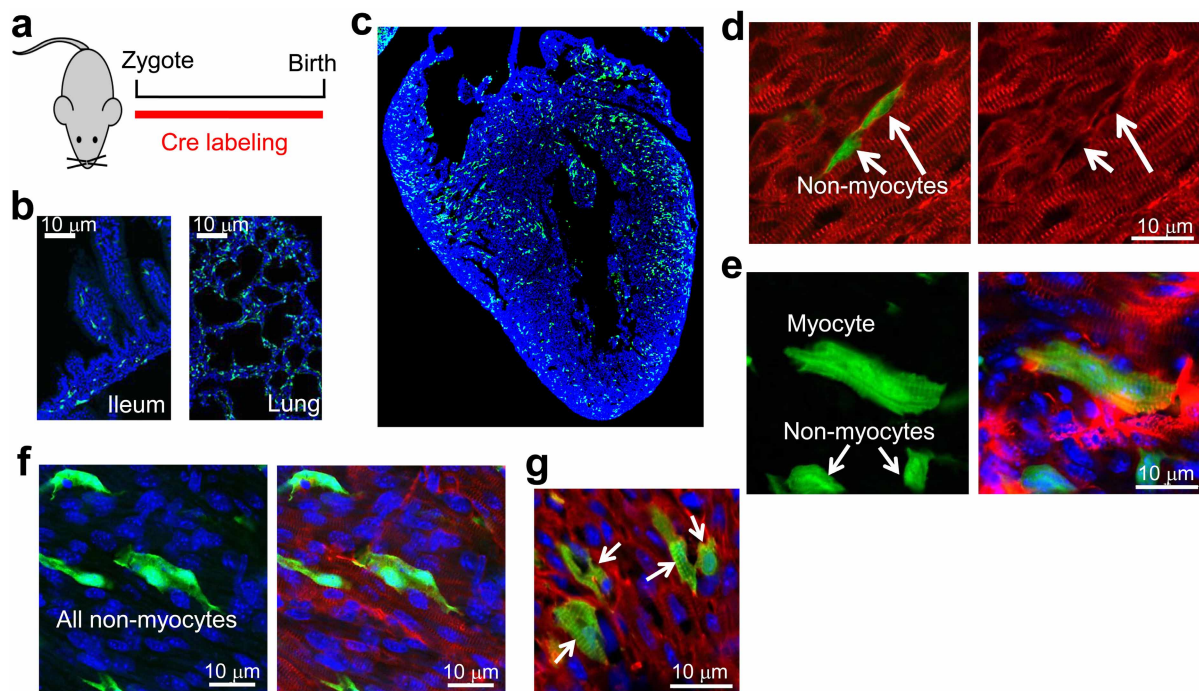 a
Zygote
Birth
Cre labeling
b
10 μm
10 μm
Ileum
Lung
c
d
Non-myocytes
10 μm
e
Myocyte
Non-myocytes
10 μm
f
All non-myocytes
10 μm
10 μm
g
10 μm